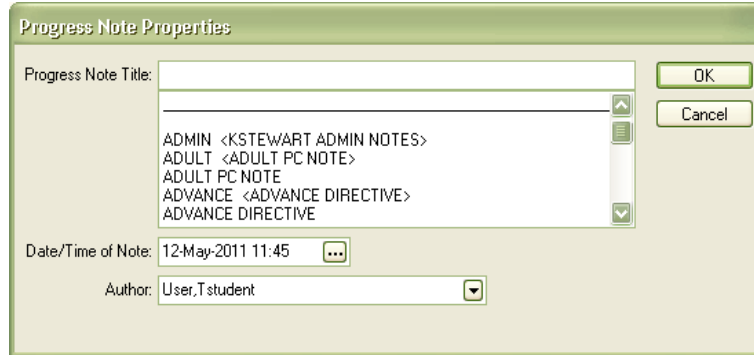 Progress Note Properties
Progress Note Title:
OK
Cancel
ADMIN <KSTEWART ADMIN NOTES>
ADULT <ADULT PC NOTE>
ADULT PC NOTE
ADVANCE <ADVANCE DIRECTIVE>
ADVANCE DIRECTIVE
Date/Time of Note: 12-May-2011 11:45 ...
Author: User,Tstudent